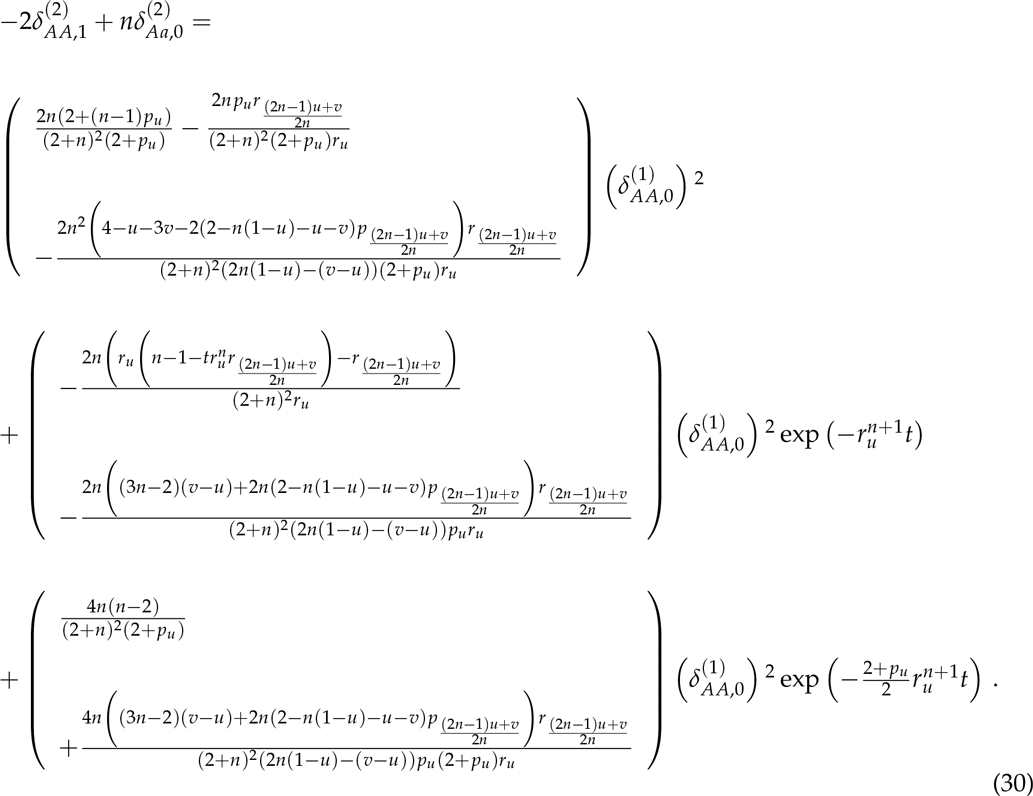 $-2\delta^{(2)}_{AA,1} + n\delta^{(2)}_{Aa,0} =$
$\left( \begin{array}{l} \frac{2n(2+(n-1)p_u)}{(2+n)^2(2+p_u)} - \frac{2np_u r_{\frac{(2n-1)u+v}{2n}}}{(2+n)^2(2+p_u)r_u} \\ -\frac{2n^2\left(4-u-3v-2(2-n(1-u)-u-v)p_{\frac{(2n-1)u+v}{2n}}\right)r_{\frac{(2n-1)u+v}{2n}}}{(2+n)^2(2n(1-u)-(v-u))(2+p_u)r_u} \end{array} \right) \left(\delta^{(1)}_{AA,0}\right)^2$
$+ \left( \begin{array}{l} -\frac{2n\left(r_u\left(n-1-tr_u^n r_{\frac{(2n-1)u+v}{2n}}\right)-r_{\frac{(2n-1)u+v}{2n}}\right)}{(2+n)^2 r_u} \\ -\frac{2n\left((3n-2)(v-u)+2n(2-n(1-u)-u-v)p_{\frac{(2n-1)u+v}{2n}}\right)r_{\frac{(2n-1)u+v}{2n}}}{(2+n)^2(2n(1-u)-(v-u))p_u r_u} \end{array} \right) \left(\delta^{(1)}_{AA,0}\right)^2 \exp\left(-r_u^{n+1}t\right)$
$+ \left( \begin{array}{l} \frac{4n(n-2)}{(2+n)^2(2+p_u)} \\ +\frac{4n\left((3n-2)(v-u)+2n(2-n(1-u)-u-v)p_{\frac{(2n-1)u+v}{2n}}\right)r_{\frac{(2n-1)u+v}{2n}}}{(2+n)^2(2n(1-u)-(v-u))p_u(2+p_u)r_u} \end{array} \right) \left(\delta^{(1)}_{AA,0}\right)^2 \exp\left(-\frac{2+p_u}{2}r_u^{n+1}t\right) .$
(30)